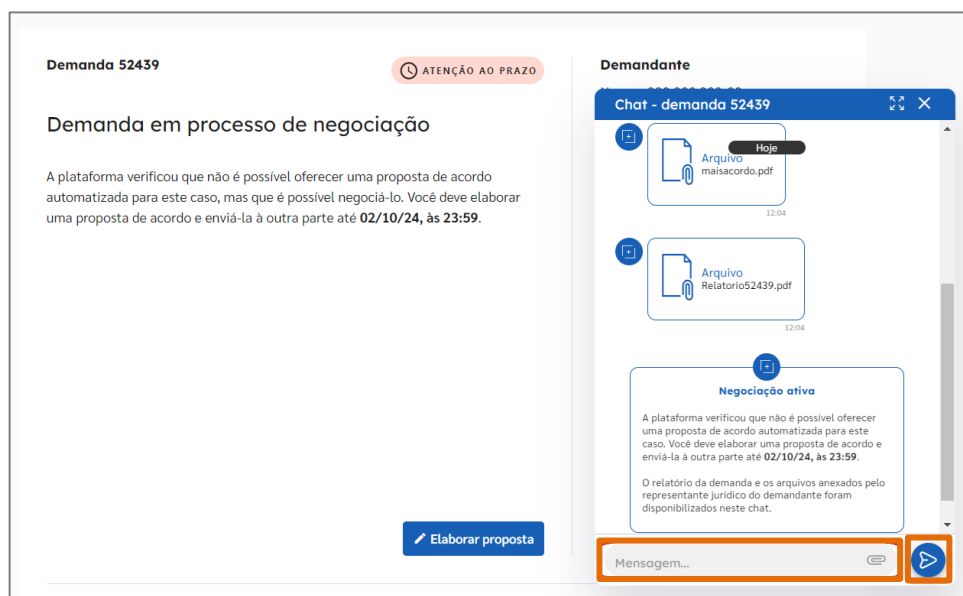 Demanda 52439
ATENÇÃO AO PRAZO
Demanda em processo de negociação
A plataforma verificou que não é possível oferecer uma proposta de acordo
automatizada para este caso, mas que é possível negociá-lo. Você deve elaborar
uma proposta de acordo e enviá-la à outra parte até 02/10/24, às 23:59.
Elaborar proposta
Demandante
Chat - demanda 52439
Hoje
Arquivo
maisacordo.pdf
12:04
Arquivo
Relatorio52439.pdf
12:04
Negociação ativa
A plataforma verificou que não é possível oferecer
uma proposta de acordo automatizada para este
caso. Você deve elaborar uma proposta de acordo e
enviá-la à outra parte até 02/10/24, às 23:59.
O relatório da demanda e os arquivos anexados pelo
representante jurídico do demandante foram
disponibilizados neste chat.
Mensagem...